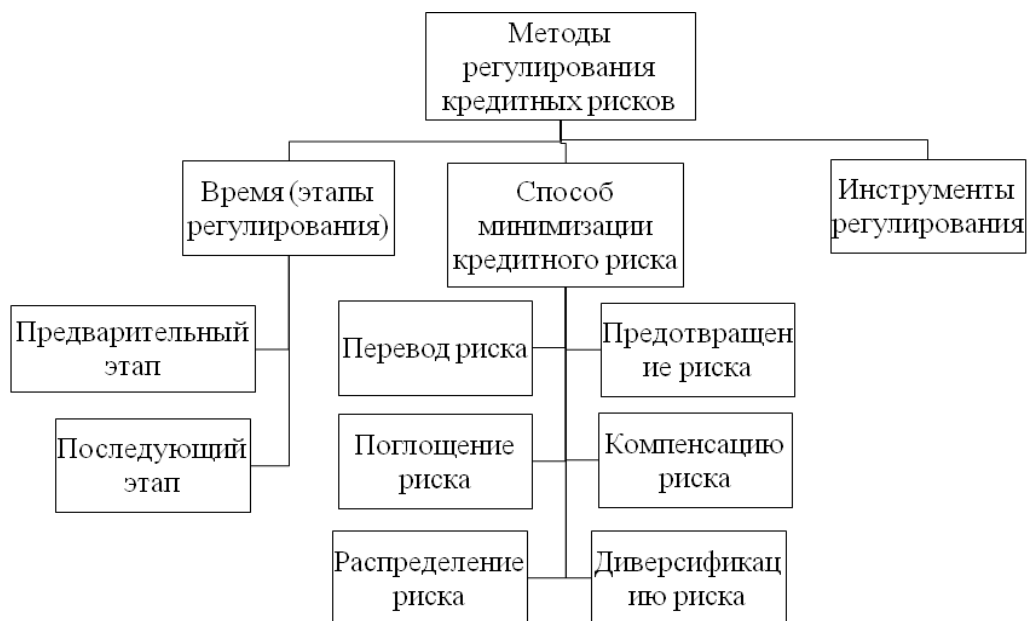 Методы
регулирования
кредитных рисков
Время (этапы
регулирования)
Способ
минимизации
кредитного риска
Инструменты
регулирования
Предварительный
этап
Последующий
этап
Перевод риска
Предотвращен
ие риска
Поглощение
риска
Компенсацию
риска
Распределение
риска
Диверсификац
ию риска